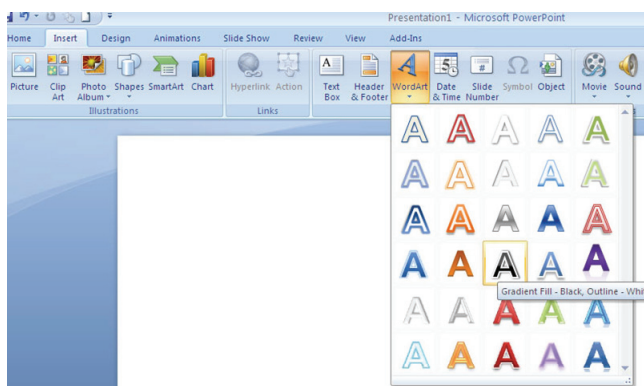 Presentation1 - Microsoft PowerPoint
Home Insert Design Animations Slide Show Review View Add-Ins
Picture Clip Art Photo Album Shapes SmartArt Chart Hyperlink Action Text Box Header & Footer WordArt Date & Time Slide Number Symbol Object Movie Sound
Illustrations Links
Gradient Fill - Black, Outline - Whi